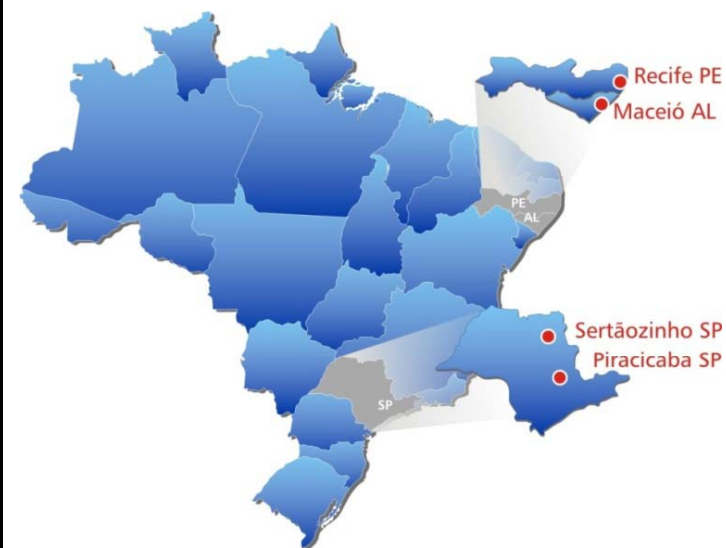 Recife PE
Maceió AL
PE
AL
Sertãozinho SP
Piracicaba SP
SP